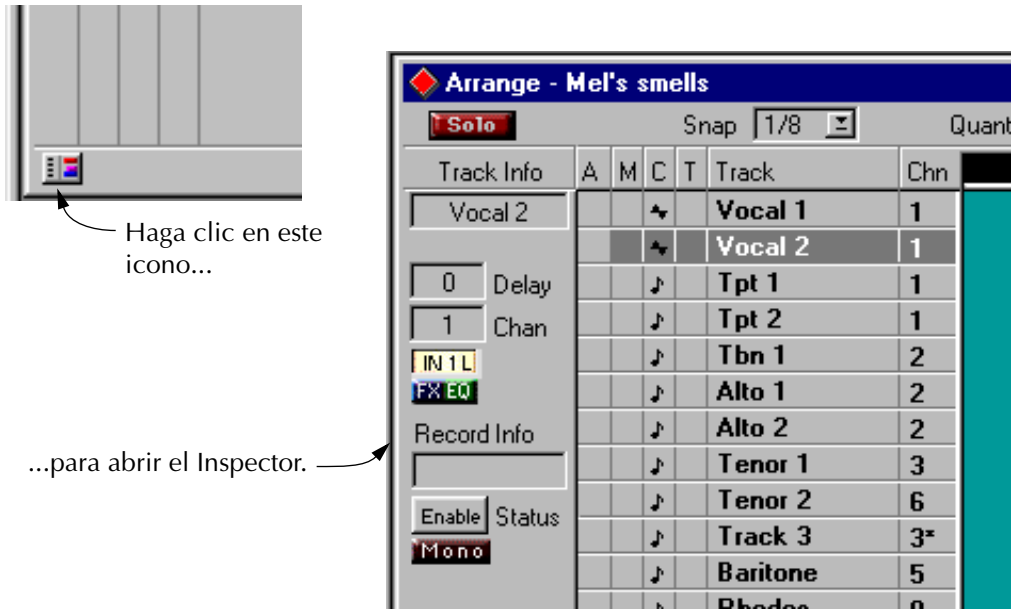 Haga clic en este
icono...
...para abrir el Inspector.
Arrange - Mel's smells
Solo Snap 1/8 Quant
Track Info A M C T Track Chn
Vocal 2
0 Delay
1 Chan
IN 1 L
FX EQ
Record Info
Enable Status
Mono
Vocal 1 1
Vocal 2 1
Tpt 1 1
Tpt 2 1
Tbn 1 2
Alto 1 2
Alto 2 2
Tenor 1 3
Tenor 2 6
Track 3 3
Baritone 5
Rhodes